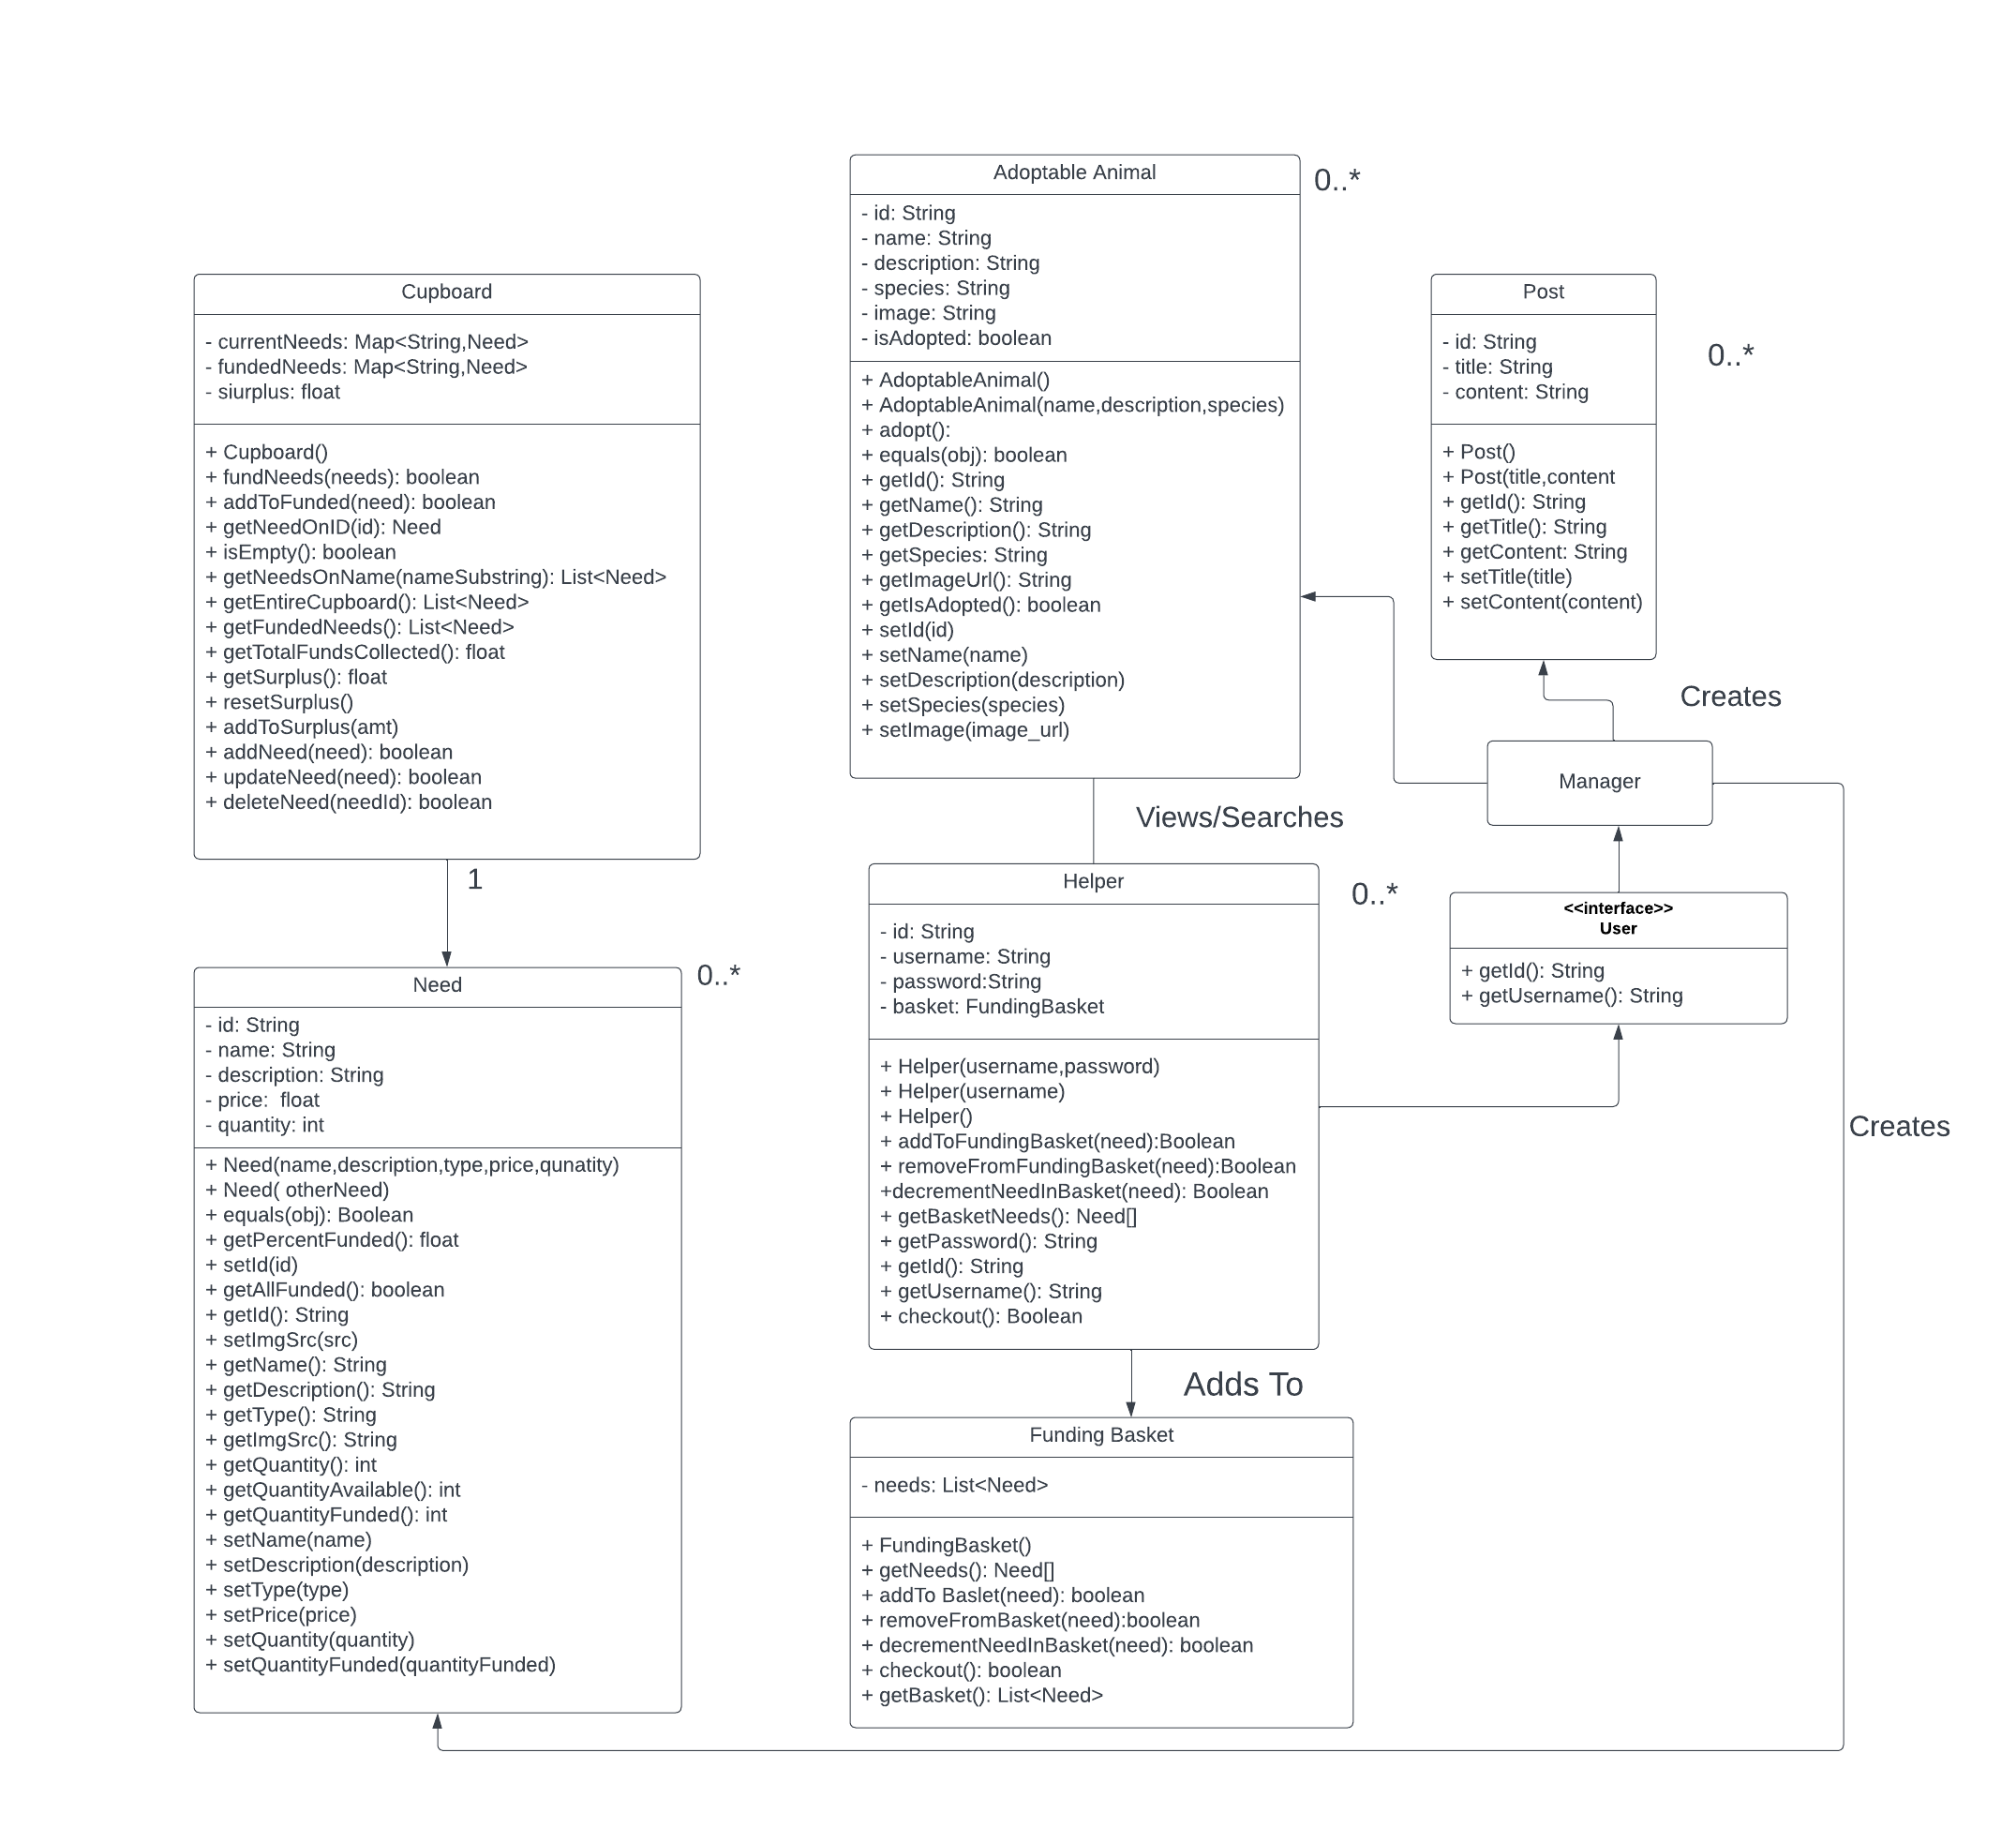 Adoptable Animal
0..*
- id: String
- name: String
- description: String
- species: String
- image: String
- isAdopted: boolean
+ AdoptableAnimal()
+ AdoptableAnimal(name,description,species)
+ adopt():
+ equals(obj): boolean
+ getId(): String
+ getName(): String
+ getDescription(): String
+ getSpecies: String
+ getImageUrl(): String
+ getIsAdopted(): boolean
+ setId(id)
+ setName(name)
+ setDescription(description)
+ setSpecies(species)
+ setImage(image_url)
Cupboard
- currentNeeds: Map<String,Need>
- fundedNeeds: Map<String,Need>
- siurplus: float
+ Cupboard()
+ fundNeeds(needs): boolean
+ addToFunded(need): boolean
+ getNeedOnID(id): Need
+ isEmpty(): boolean
+ getNeedsOnName(nameSubstring): List<Need>
+ getEntireCupboard(): List<Need>
+ getFundedNeeds(): List<Need>
+ getTotalFundsCollected(): float
+ getSurplus(): float
+ resetSurplus()
+ addToSurplus(amt)
+ addNeed(need): boolean
+ updateNeed(need): boolean
+ deleteNeed(needId): boolean
1
Post
- id: String
- title: String
- content: String
0..*
+ Post()
+ Post(title,content
+ getId(): String
+ getTitle(): String
+ getContent: String
+ setTitle(title)
+ setContent(content)
Creates
Manager
Views/Searches
Helper
0..*
- id: String
- username: String
- password:String
- basket: FundingBasket
+ Helper(username,password)
+ Helper(username)
+ Helper()
+ addToFundingBasket(need):Boolean
+ removeFromFundingBasket(need):Boolean
+decrementNeedInBasket(need): Boolean
+ getBasketNeeds(): Need[]
+ getPassword(): String
+ getId(): String
+ getUsername(): String
+ checkout(): Boolean
<<interface>>
User
+ getId(): String
+ getUsername(): String
Creates
Need
0..*
- id: String
- name: String
- description: String
- price:  float
- quantity: int
+ Need(name,description,type,price,qunatity)
+ Need( otherNeed)
+ equals(obj): Boolean
+ getPercentFunded(): float
+ setId(id)
+ getAllFunded(): boolean
+ getId(): String
+ setImgSrc(src)
+ getName(): String
+ getDescription(): String
+ getType(): String
+ getImgSrc(): String
+ getQuantity(): int
+ getQuantityAvailable(): int
+ getQuantityFunded(): int
+ setName(name)
+ setDescription(description)
+ setType(type)
+ setPrice(price)
+ setQuantity(quantity)
+ setQuantityFunded(quantityFunded)
Adds To
Funding Basket
- needs: List<Need>
+ FundingBasket()
+ getNeeds(): Need[]
+ addTo Baslet(need): boolean
+ removeFromBasket(need):boolean
+ decrementNeedInBasket(need): boolean
+ checkout(): boolean
+ getBasket(): List<Need>